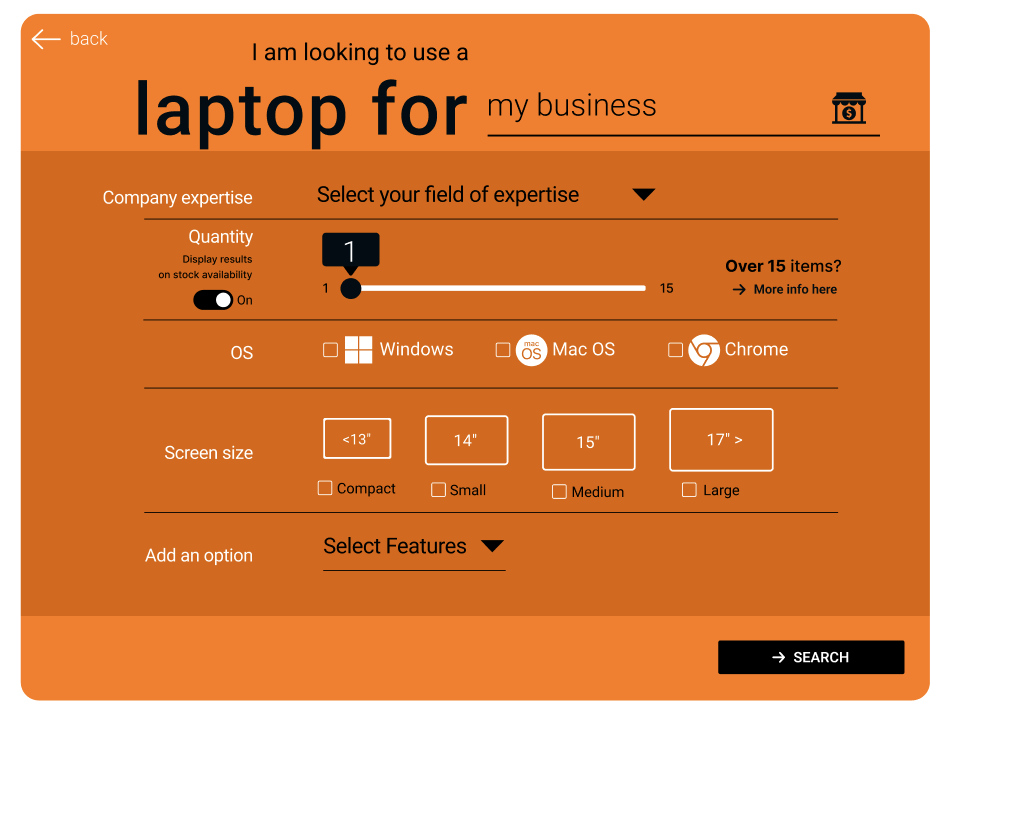 back
I am looking to use a
laptop for my business
Company expertise Select your field of expertise
Quantity
Display results
on stock availability
On
1
1 15
Over 15 items?
More info here
OS Windows mac OS Mac OS Chrome
Screen size <13" 14" 15" 17" >
Compact Small Medium Large
Add an option Select Features
SEARCH